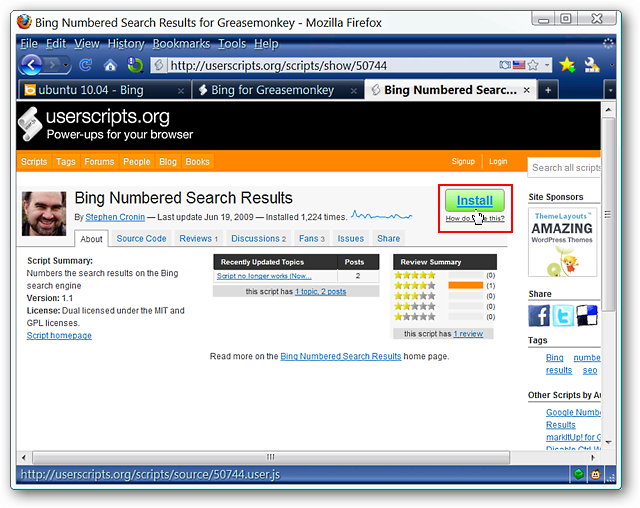 Bing Numbered Search Results for Greasemonkey - Mozilla Firefox
File Edit View History Bookmarks Tools Help
http://userscripts.org/scripts/show/50744
ubuntu 10.04 - Bing
Bing for Greasemonkey
Bing Numbered Searc...
userscripts.org
Power-ups for your browser
Scripts Tags Forums People Blog Books
Signup Login
Search all scripts
Bing Numbered Search Results
By Stephen Cronin — Last update Jun 19, 2009 — Installed 1,224 times.
Install
How do this?
About Source Code Reviews 1 Discussions 2 Fans 3 Issues Share
Script Summary:
Numbers the search results on the Bing
search engine
Version: 1.1
License: Dual licensed under the MIT and
GPL licenses.
Script homepage
Recently Updated Topics Posts
Script no longer works (Now... 2
this script has 1 topic, 2 posts
Review Summary
(0)
(1)
(0)
(0)
(0)
this script has 1 review
Read more on the Bing Numbered Search Results home page.
Site Sponsors
ThemeLayouts
AMAZING
WordPress Themes
Share
Tags
Bing numbe
results seo
Other Scripts by Au
Google Numb
Results
markItUp! for G
Disable Ctrl W
http://userscripts.org/scripts/source/50744.user.js